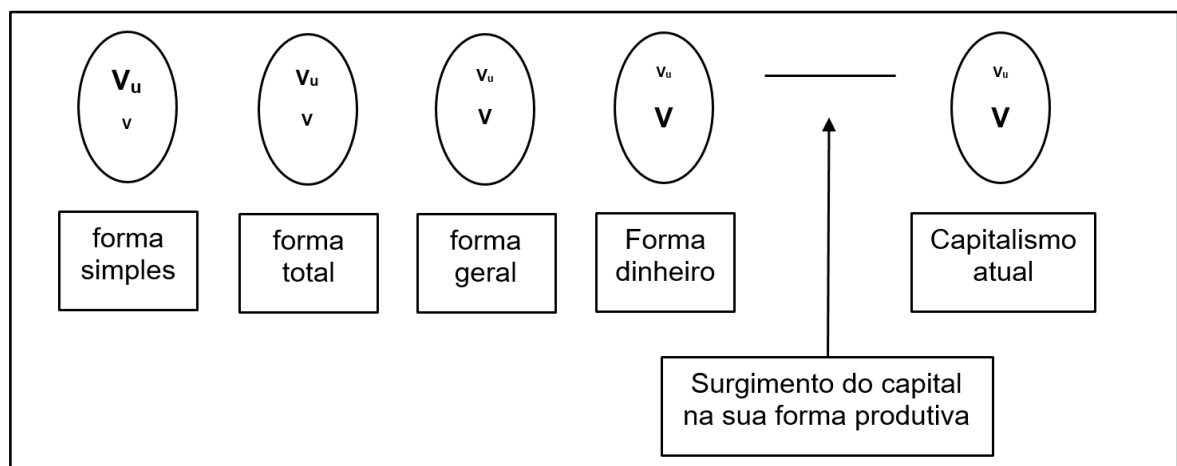 Vu
v
Vu
V
Vu
V
Vu
V
Vu
V
forma
simples
forma
total
forma
geral
Forma
dinheiro
Capitalismo
atual
Surgimento do capital
na sua forma produtiva